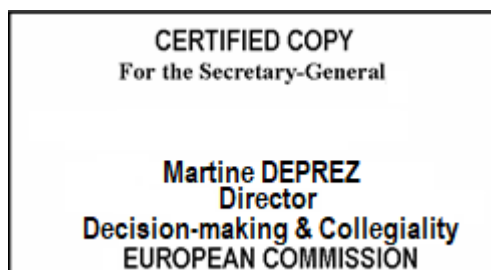 CERTIFIED COPY
For the Secretary-General
Martine DEPREZ
Director
Decision-making & Collegiality
EUROPEAN COMMISSION